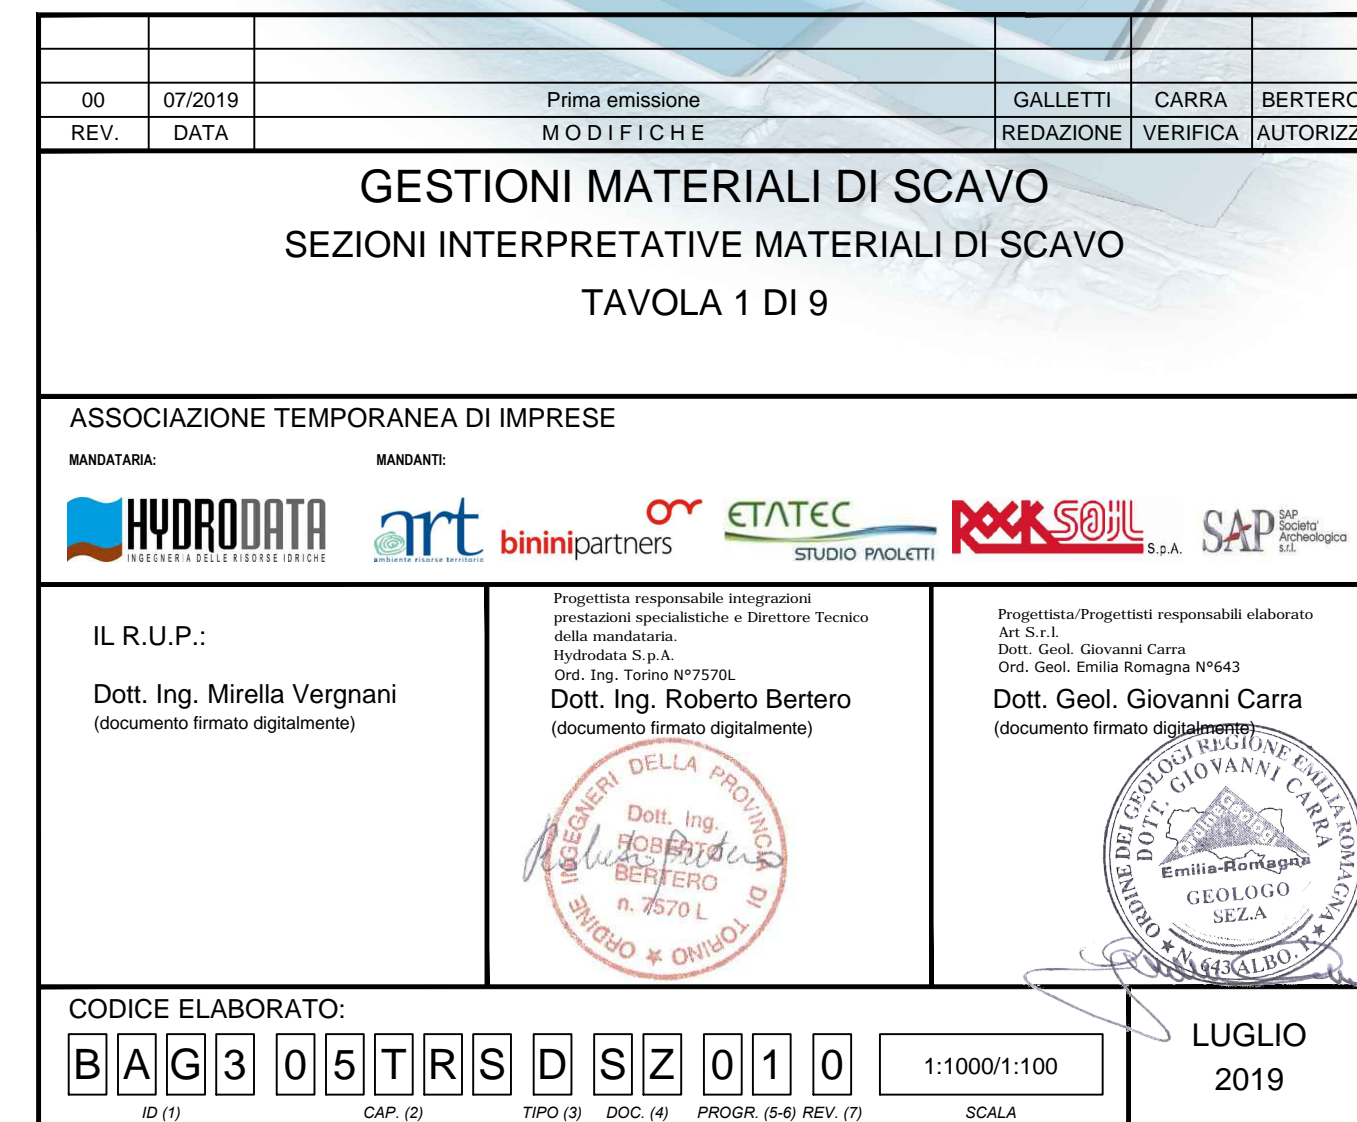 00 07/2019 Prima emissione GALLETTI CARRA BERTERO
REV. DATA MODIFICHE REDAZIONE VERIFICA AUTORIZZ
GESTIONI MATERIALI DI SCAVO
SEZIONI INTERPRETATIVE MATERIALI DI SCAVO
TAVOLA 1 DI 9
ASSOCIAZIONE TEMPORANEA DI IMPRESE
MANDATARIA: MANDANTI:
HYDRODATA
INGEGNERIA DELLE RISORSE IDRICHE
art
ambiente risorse territorio
bininipartners
ETATEC
STUDIO PAOLETTI
ROCKSOIL
S.p.A.
SAP
SAP
Societa'
Archeologica
s.r.l.
IL R.U.P.:
Dott. Ing. Mirella Vergnani
(documento firmato digitalmente)
Progettista responsabile integrazioni
prestazioni specialistiche e Direttore Tecnico
della mandataria.
Hydrodata S.p.A.
Ord. Ing. Torino N°7570L
Dott. Ing. Roberto Bertero
(documento firmato digitalmente)
ORDINE INGEGNERI DELLA PROVINCIA DI TORINO
Dott. Ing.
ROBERTO
BERTERO
n. 7570 L
Progettista/Progettisti responsabili elaborato
Art S.r.l.
Dott. Geol. Giovanni Carra
Ord. Geol. Emilia Romagna N°643
Dott. Geol. Giovanni Carra
(documento firmato digitalmente)
ORDINE DEI GEOLOGI REGIONE EMILIA ROMAGNA
DOTT. GIOVANNI CARRA
OrdineGeologi
Emilia-Romagna
GEOLOGO
SEZ.A
N. 643 ALBO. P.
CODICE ELABORATO:
BAG3 05TRS D SZ 01 0 1:1000/1:100
ID (1) CAP. (2) TIPO (3) DOC. (4) PROGR. (5-6) REV. (7) SCALA
LUGLIO
2019